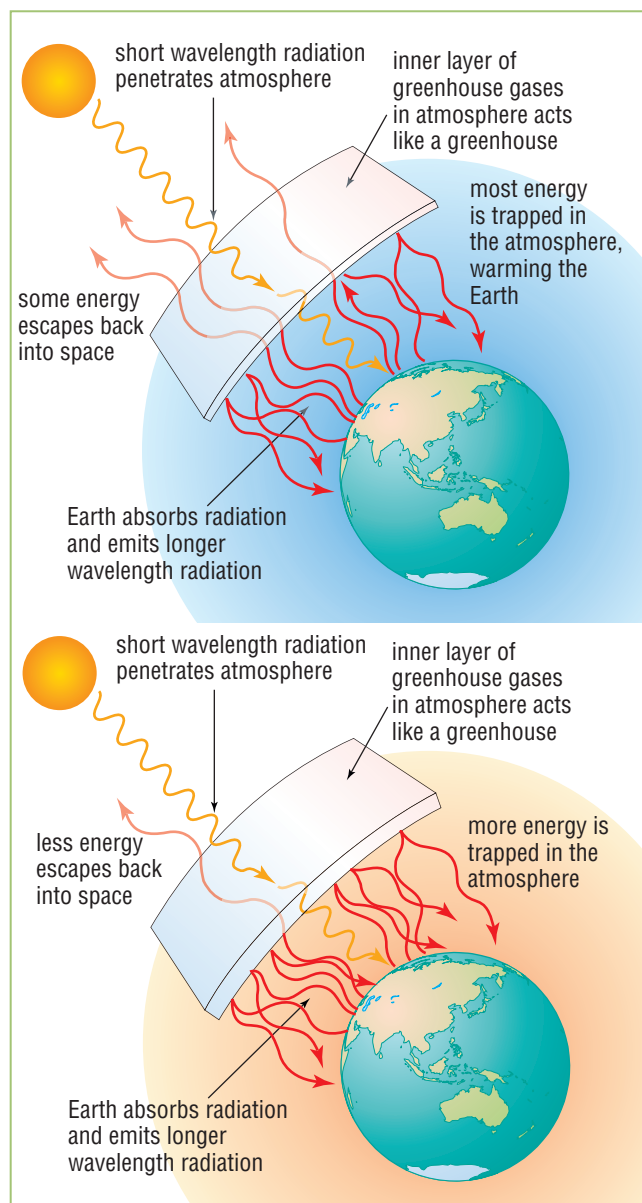 short wavelength radiation
penetrates atmosphere
inner layer of
greenhouse gases
in atmosphere acts
like a greenhouse
most energy
is trapped in
the atmosphere,
warming the
Earth
some energy
escapes back
into space
Earth absorbs radiation
and emits longer
wavelength radiation
short wavelength radiation
penetrates atmosphere
inner layer of
greenhouse gases
in atmosphere acts
like a greenhouse
less energy
escapes back
into space
more energy is
trapped in the
atmosphere
Earth absorbs radiation
and emits longer
wavelength radiation